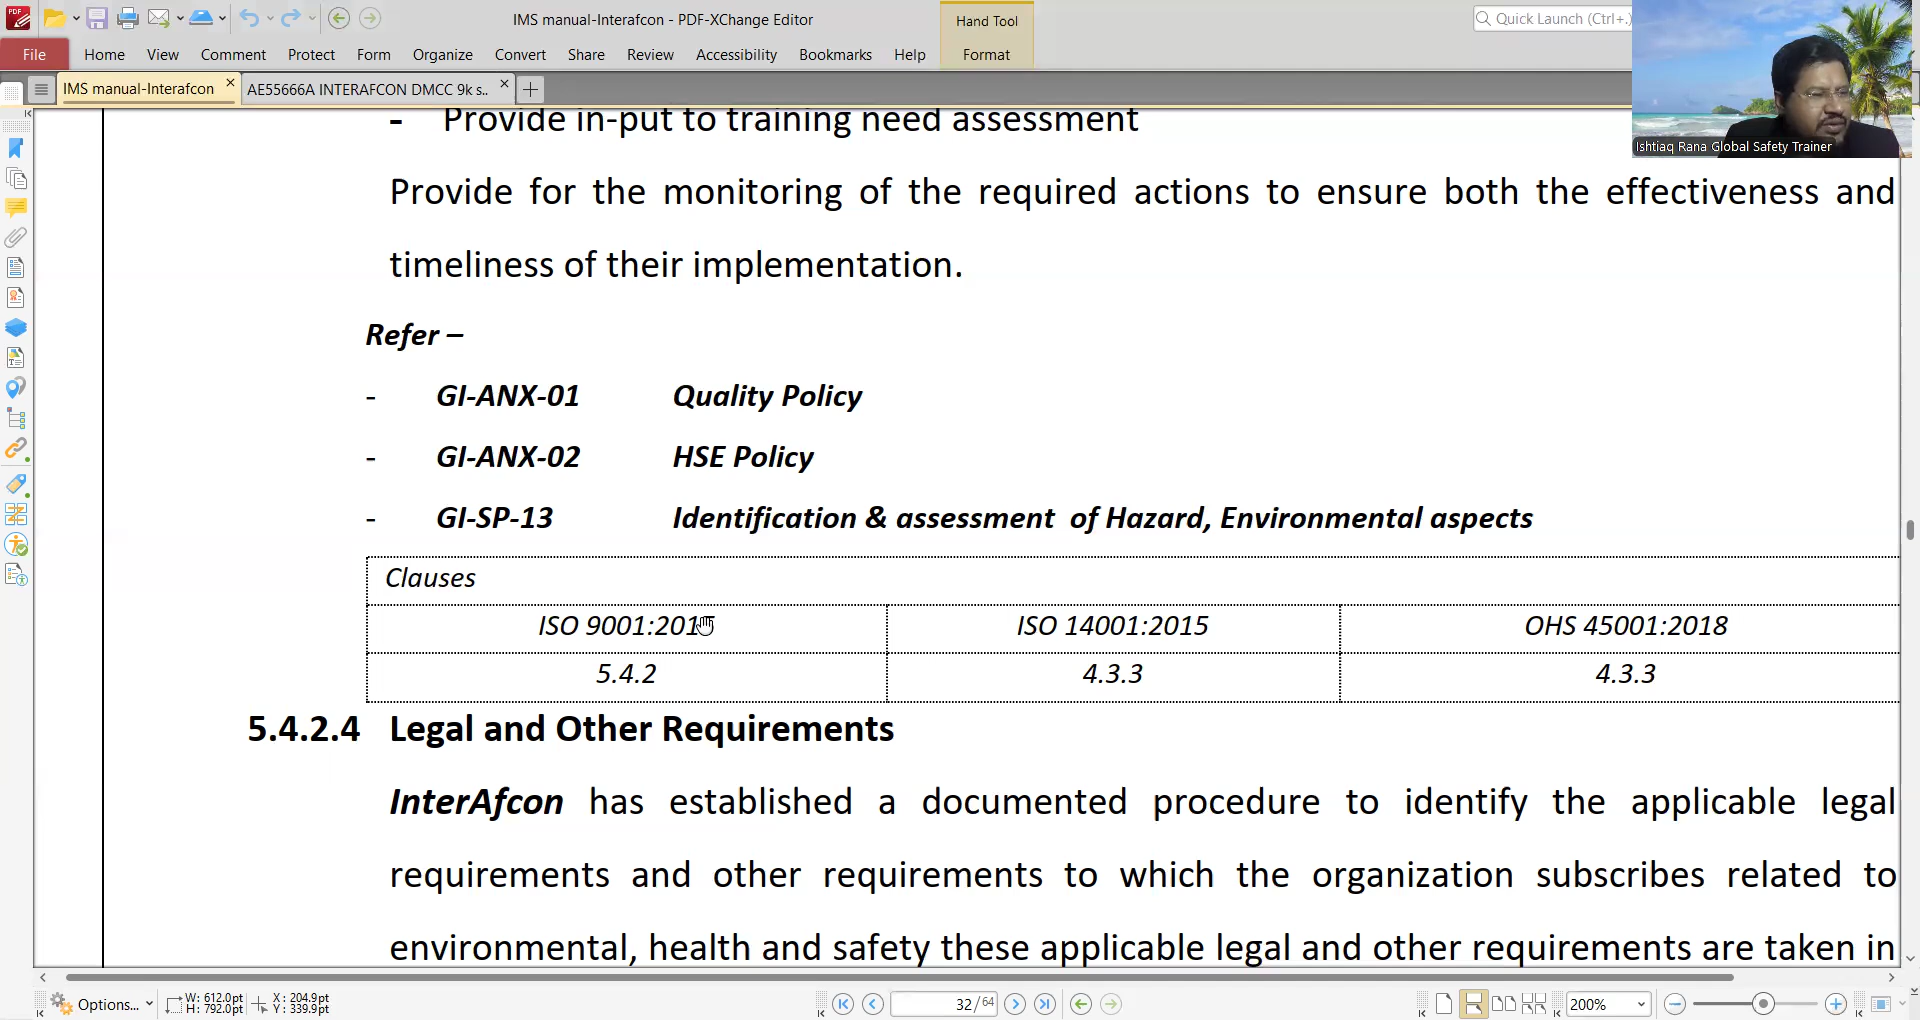 IMS manual-Interafcon - PDF-XChange Editor
Hand Tool
Quick Launch (Ctrl+.)
File
Home
View
Comment
Protect
Form
Organize
Convert
Share
Review
Accessibility
Bookmarks
Help
Format
IMS manual-Interafcon
AE55666A INTERAFCON DMCC 9k s..
Ishtiaq Rana Global Safety Trainer
- Provide in-put to training need assessment
Provide for the monitoring of the required actions to ensure both the effectiveness and
timeliness of their implementation.
Refer –
- GI-ANX-01 Quality Policy
- GI-ANX-02 HSE Policy
- GI-SP-13 Identification & assessment of Hazard, Environmental aspects
Clauses
ISO 9001:2015 ISO 14001:2015 OHS 45001:2018
5.4.2 4.3.3 4.3.3
5.4.2.4 Legal and Other Requirements
InterAfcon has established a documented procedure to identify the applicable legal
requirements and other requirements to which the organization subscribes related to
environmental, health and safety these applicable legal and other requirements are taken in
Options...
W: 612.0pt
H: 792.0pt
X: 204.9pt
Y: 339.9pt
32 / 64
200%